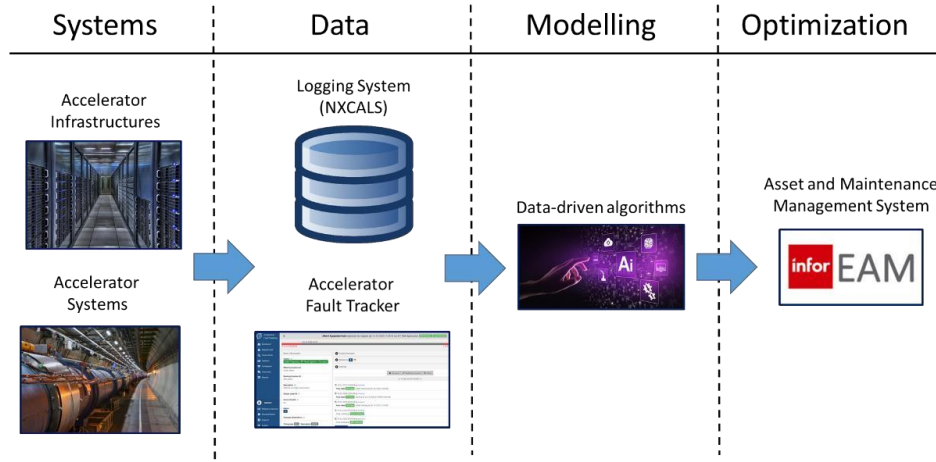 Systems
Data
Modelling
Optimization
Accelerator
Infrastructures
Accelerator
Systems
Logging System
(NXCALS)
Accelerator
Fault Tracker
Data-driven algorithms
Ai
Asset and Maintenance
Management System
infor EAM